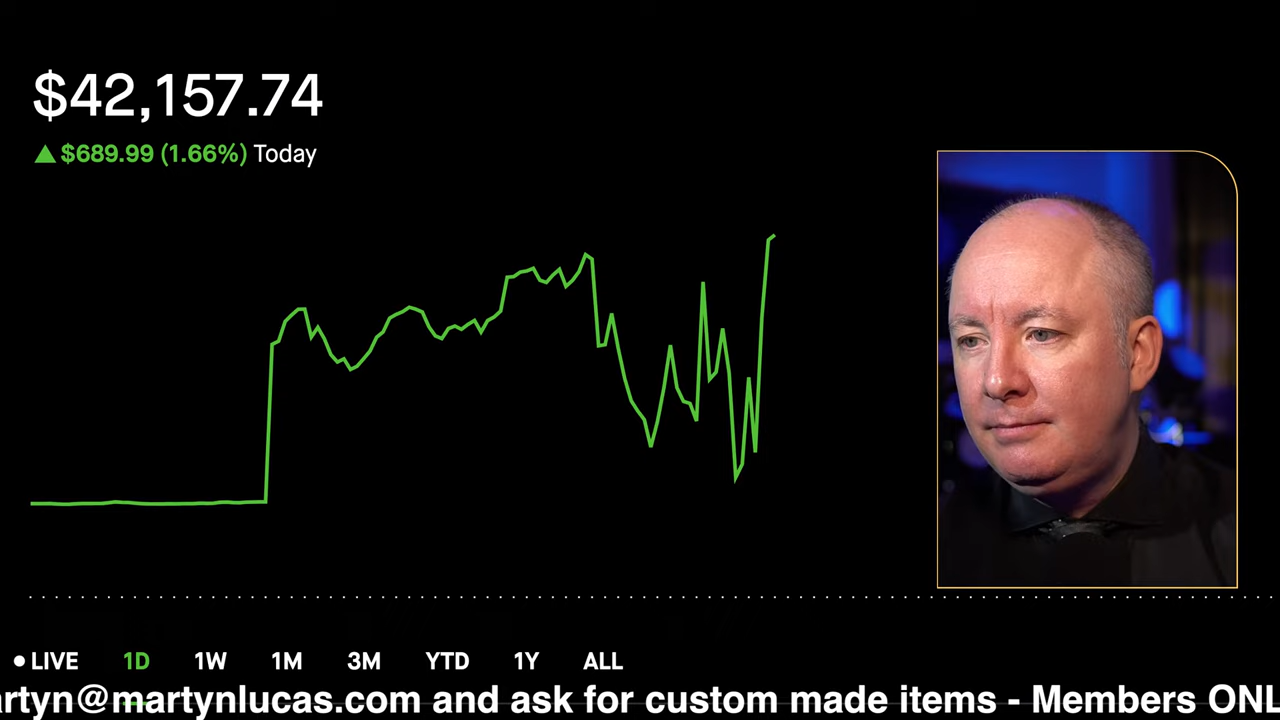 $42,157.74
▲ $689.99 (1.66%) Today
LIVE 1D 1W 1M 3M YTD 1Y ALL
artyn@martynlucas.com and ask for custom made items - Members ONL